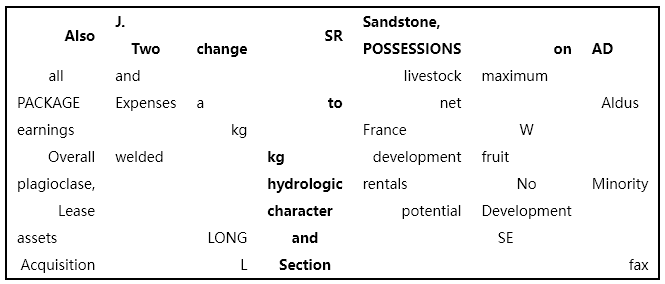 Also J. Two change SR Sandstone, POSSESSIONS on AD
all and livestock maximum
PACKAGE Expenses a to net Aldus
earnings kg France W
Overall welded kg development fruit
plagioclase, hydrologic rentals No Minority
Lease character potential Development
assets LONG and SE
Acquisition L Section fax